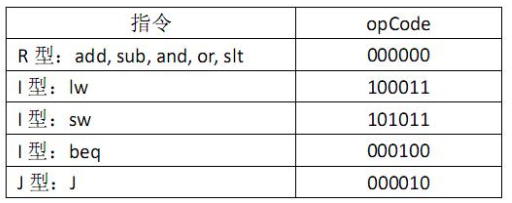 指令 opCode
R 型：add, sub, and, or, slt 000000
I 型：lw 100011
I 型：sw 101011
I 型：beq 000100
J 型：J 000010